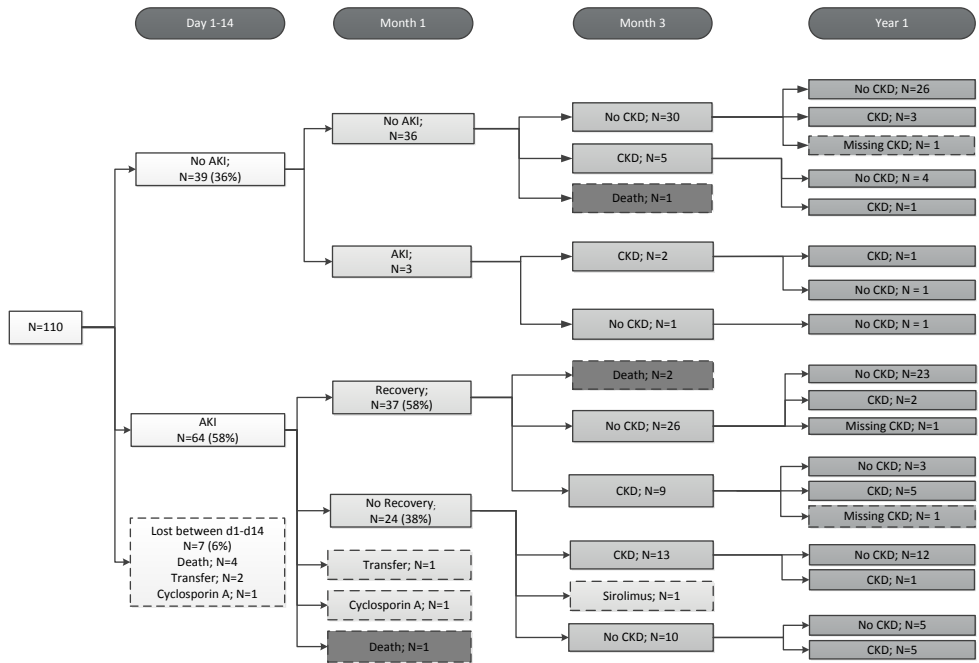 Day 1-14
Month 1
Month 3
Year 1
N=110
No AKI;
N=39 (36%)
AKI
N=64 (58%)
Lost between d1-d14
N=7 (6%)
Death; N=4
Transfer; N=2
Cyclosporin A; N=1
No AKI;
N=36
AKI;
N=3
Recovery;
N=37 (58%)
No Recovery;
N=24 (38%)
Transfer; N=1
Cyclosporin A; N=1
Death; N=1
No CKD; N=30
CKD; N=5
Death; N=1
CKD; N=2
No CKD; N=1
Death; N=2
No CKD; N=26
CKD; N=9
CKD; N=13
Sirolimus; N=1
No CKD; N=10
No CKD; N=26
CKD; N=3
Missing CKD; N= 1
No CKD; N = 4
CKD; N=1
CKD; N=1
No CKD; N = 1
No CKD; N = 1
No CKD; N=23
CKD; N=2
Missing CKD; N=1
No CKD; N=3
CKD; N=5
Missing CKD; N= 1
No CKD; N=12
CKD; N=1
No CKD; N=5
CKD; N=5